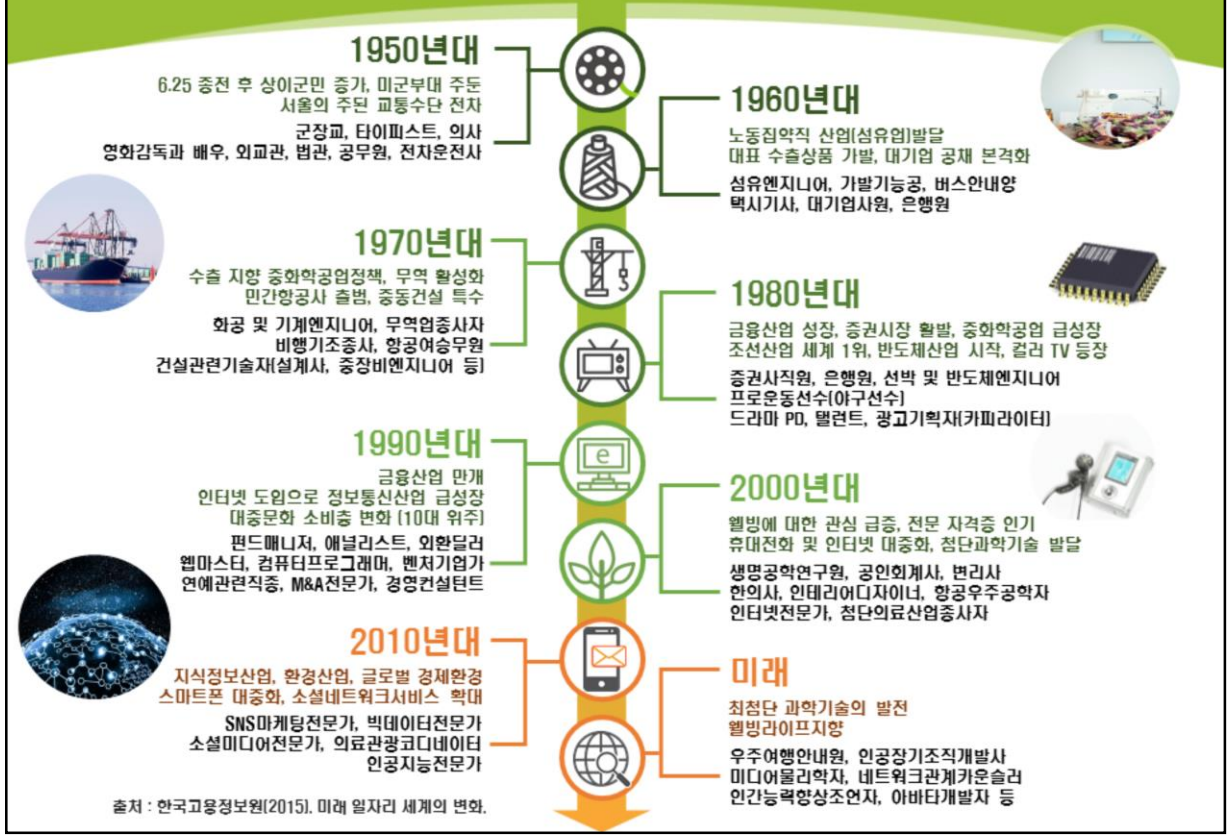 1950년대
6.25 종전 후 상이군민 증가, 미군부대 주둔
서울의 주된 교통수단 전차
군장교, 타이피스트, 의사
영화감독과 배우, 외교관, 법관, 공무원, 전차운전사
1960년대
노동집약직 산업(섬유업)발달
대표 수출상품 가발, 대기업 공채 본격화
섬유엔지니어, 가발기능공, 버스안내양
택시기사, 대기업사원, 은행원
1970년대
수출 지향 중화학공업정책, 무역 활성화
민간항공사 출범, 중동건설 특수
화공 및 기계엔지니어, 무역업종사자
비행기조종사, 항공여승무원
건설관련기술자(설계사, 중장비엔지니어 등)
1980년대
금융산업 성장, 증권시장 활발, 중화학공업 급성장
조선산업 세계 1위, 반도체산업 시작, 컬러 TV 등장
증권사직원, 은행원, 선박 및 반도체엔지니어
프로운동선수(야구선수)
드라마 PD, 탤런트, 광고기획자(카피라이터)
1990년대
금융산업 만개
인터넷 도입으로 정보통신산업 급성장
대중문화 소비층 변화 (10대 위주)
펀드매니저, 애널리스트, 외환딜러
웹마스터, 컴퓨터프로그래머, 벤처기업가
연예관련직종, M&A전문가, 경영컨설턴트
e
2000년대
웰빙에 대한 관심 급증, 전문 자격증 인기
휴대전화 및 인터넷 대중화, 첨단과학기술 발달
생명공학연구원, 공인회계사, 변리사
한의사, 인테리어디자이너, 항공우주공학자
인터넷전문가, 첨단의료산업종사자
2010년대
지식정보산업, 환경산업, 글로벌 경제환경
스마트폰 대중화, 소셜네트워크서비스 확대
SNS마케팅전문가, 빅데이터전문가
소셜미디어전문가, 의료관광코디네이터
인공지능전문가
미래
최첨단 과학기술의 발전
웰빙라이프지향
우주여행안내원, 인공장기조직개발사
미디어물리학자, 네트워크관계카운슬러
인간능력향상조언자, 아바타개발자 등
출처 : 한국고용정보원(2015). 미래 일자리 세계의 변화.